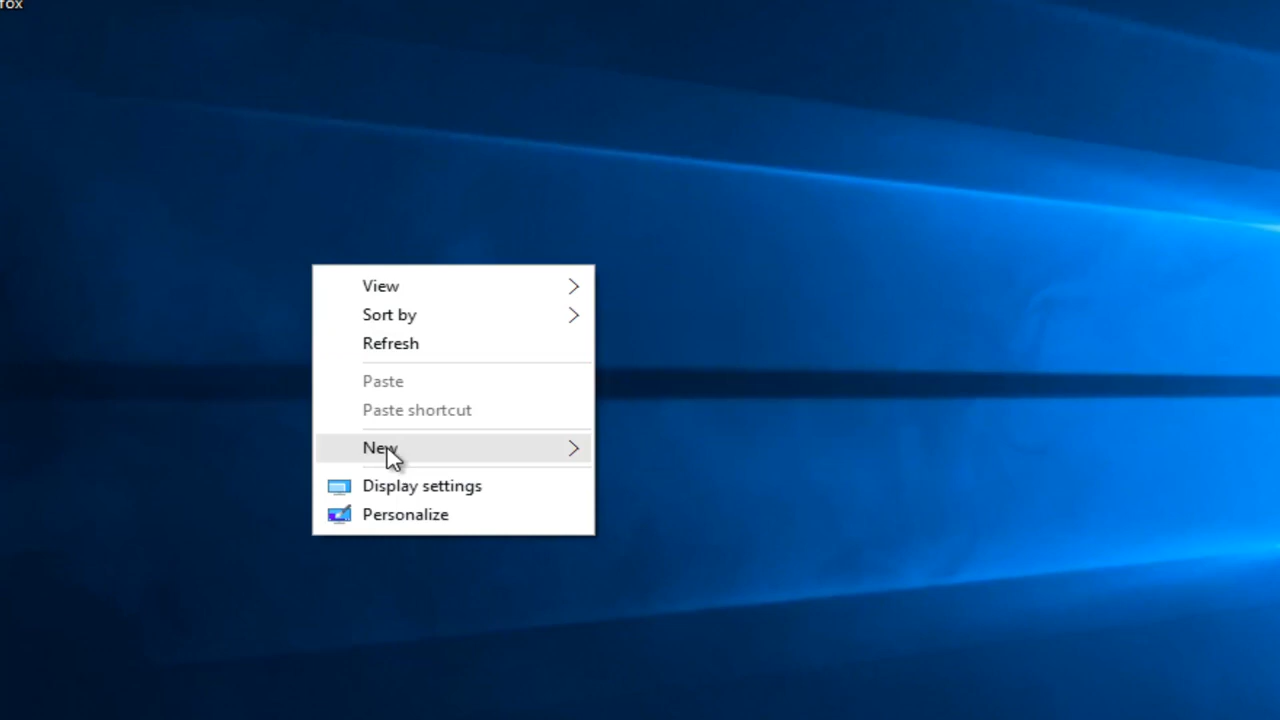 fox
View
Sort by
Refresh
Paste
Paste shortcut
New
Display settings
Personalize